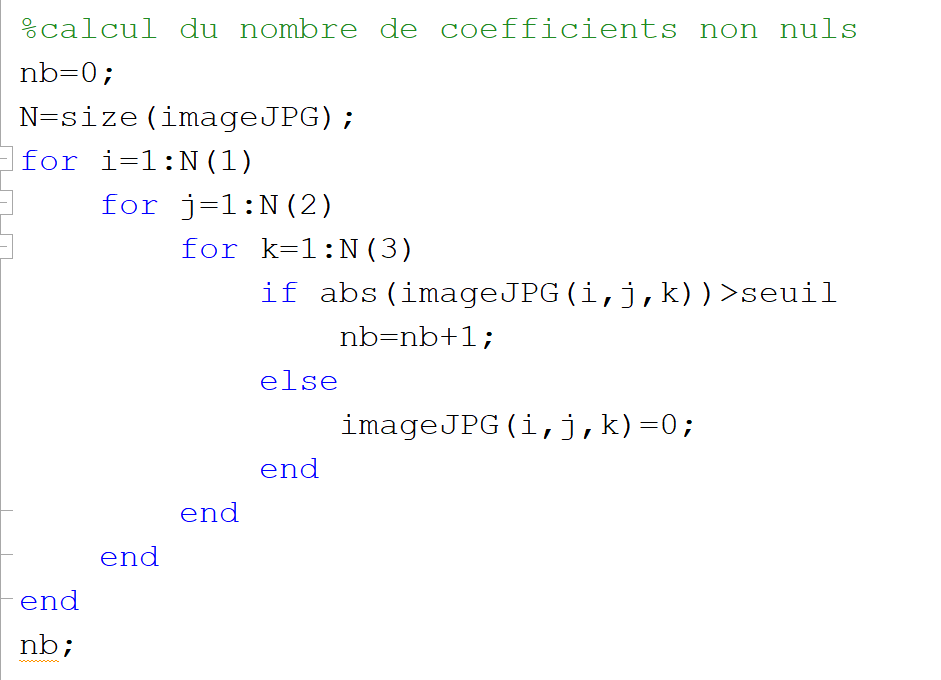 %calcul du nombre de coefficients non nuls
nb=0;
N=size(imageJPG);
for i=1:N(1)
    for j=1:N(2)
        for k=1:N(3)
            if abs(imageJPG(i,j,k))>seuil
                nb=nb+1;
            else
                imageJPG(i,j,k)=0;
            end
        end
    end
end
nb;